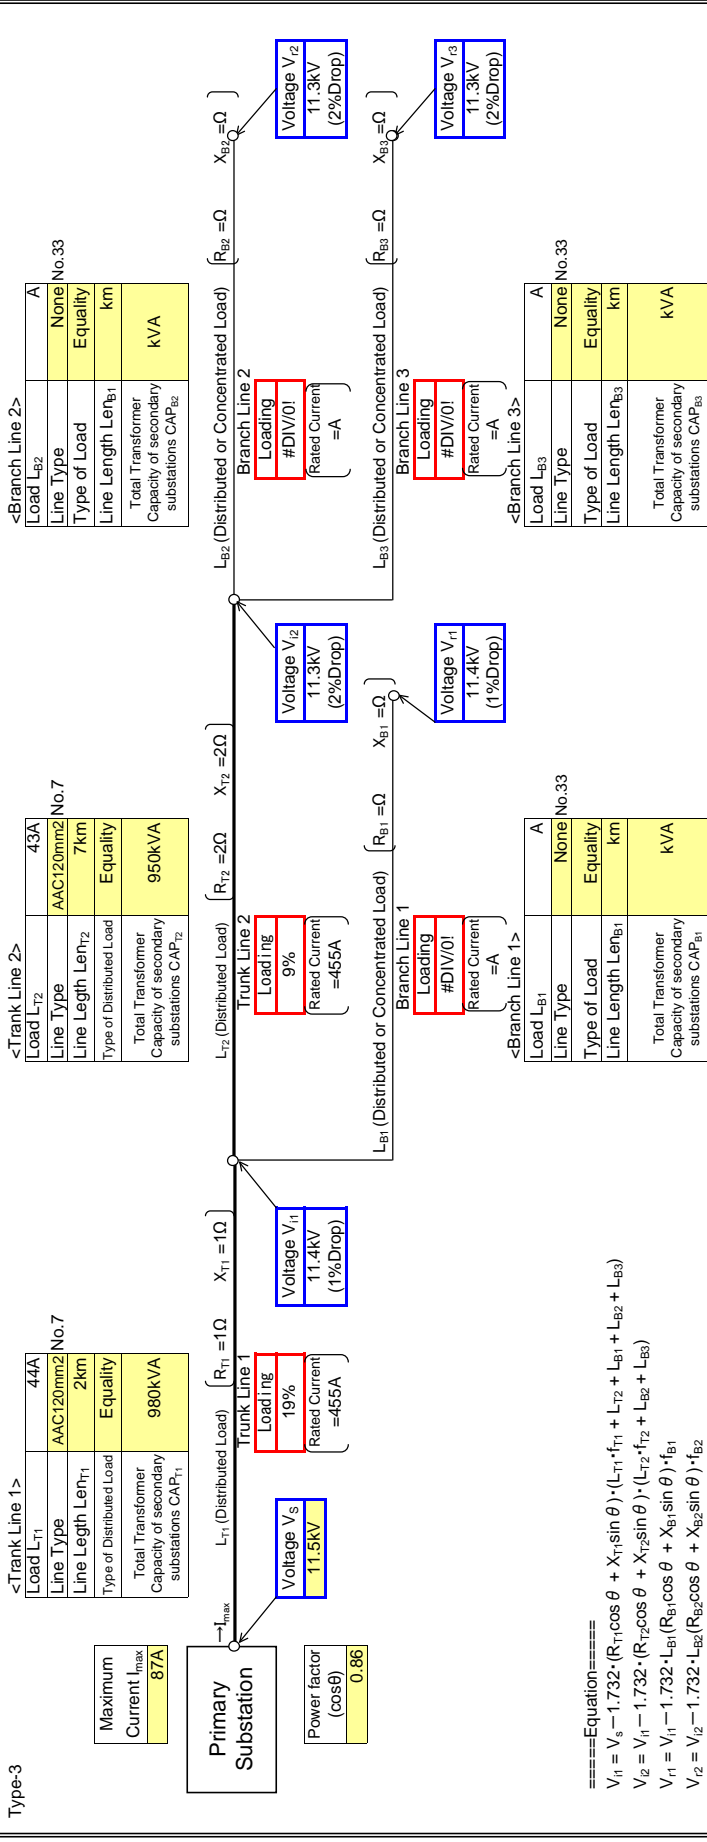 Type-3
Maximum
Current Imax
87A
Primary
Substation
Power factor
(cosθ)
0.86
→Imax
Voltage VS
11.5kV
<Trank Line 1>
Load LT1 44A
Line Type AAC120mm2 No.7
Line Legth LenT1 2km
Type of Distributed Load Equality
Total Transformer
Capacity of secondary
substations CAPT1
980kVA
LT1 (Distributed Load)
RT1 =1Ω XT1 =1Ω
Trunk Line 1
Loading
19%
Rated Current
=455A
Voltage Vi1
11.4kV
(1%Drop)
<Trank Line 2>
Load LT2 43A
Line Type AAC120mm2 No.7
Line Legth LenT2 7km
Type of Distributed Load Equality
Total Transformer
Capacity of secondary
substations CAPT2
950kVA
LT2 (Distributed Load)
RT2 =2Ω XT2 =2Ω
Trunk Line 2
Loading
9%
Rated Current
=455A
Voltage Vi2
11.3kV
(2%Drop)
LB1 (Distributed or Concentrated Load)
RB1 =Ω XB1 =Ω
Branch Line 1
Loading
#DIV/0!
Rated Current
=A
Voltage Vr1
11.4kV
(1%Drop)
<Branch Line 1>
Load LB1 A
Line Type None No.33
Type of Load Equality
Line Length LenB1 km
Total Transformer
Capacity of secondary
substations CAPB1
kVA
<Branch Line 2>
Load LB2 A
Line Type None No.33
Type of Load Equality
Line Length LenB1 km
Total Transformer
Capacity of secondary
substations CAPB2
kVA
LB2 (Distributed or Concentrated Load)
RB2 =Ω XB2 =Ω
Branch Line 2
Loading
#DIV/0!
Rated Current
=A
Voltage Vr2
11.3kV
(2%Drop)
LB3 (Distributed or Concentrated Load)
RB3 =Ω XB3 =Ω
Branch Line 3
Loading
#DIV/0!
Rated Current
=A
Voltage Vr3
11.3kV
(2%Drop)
<Branch Line 3>
Load LB3 A
Line Type None No.33
Type of Load Equality
Line Length LenB3 km
Total Transformer
Capacity of secondary
substations CAPB3
kVA
=====Equation=====
Vi1 = Vs－1.732・(RT1cos θ + XT1sin θ)・(LT1・fT1 + LT2 + LB1 + LB2 + LB3)
Vi2 = Vi1－1.732・(RT2cos θ + XT2sin θ)・(LT2・fT2 + LB2 + LB3)
Vr1 = Vi1－1.732・LB1(RB1cos θ + XB1sin θ)・fB1
Vr2 = Vi2－1.732・LB2(RB2cos θ + XB2sin θ)・fB2